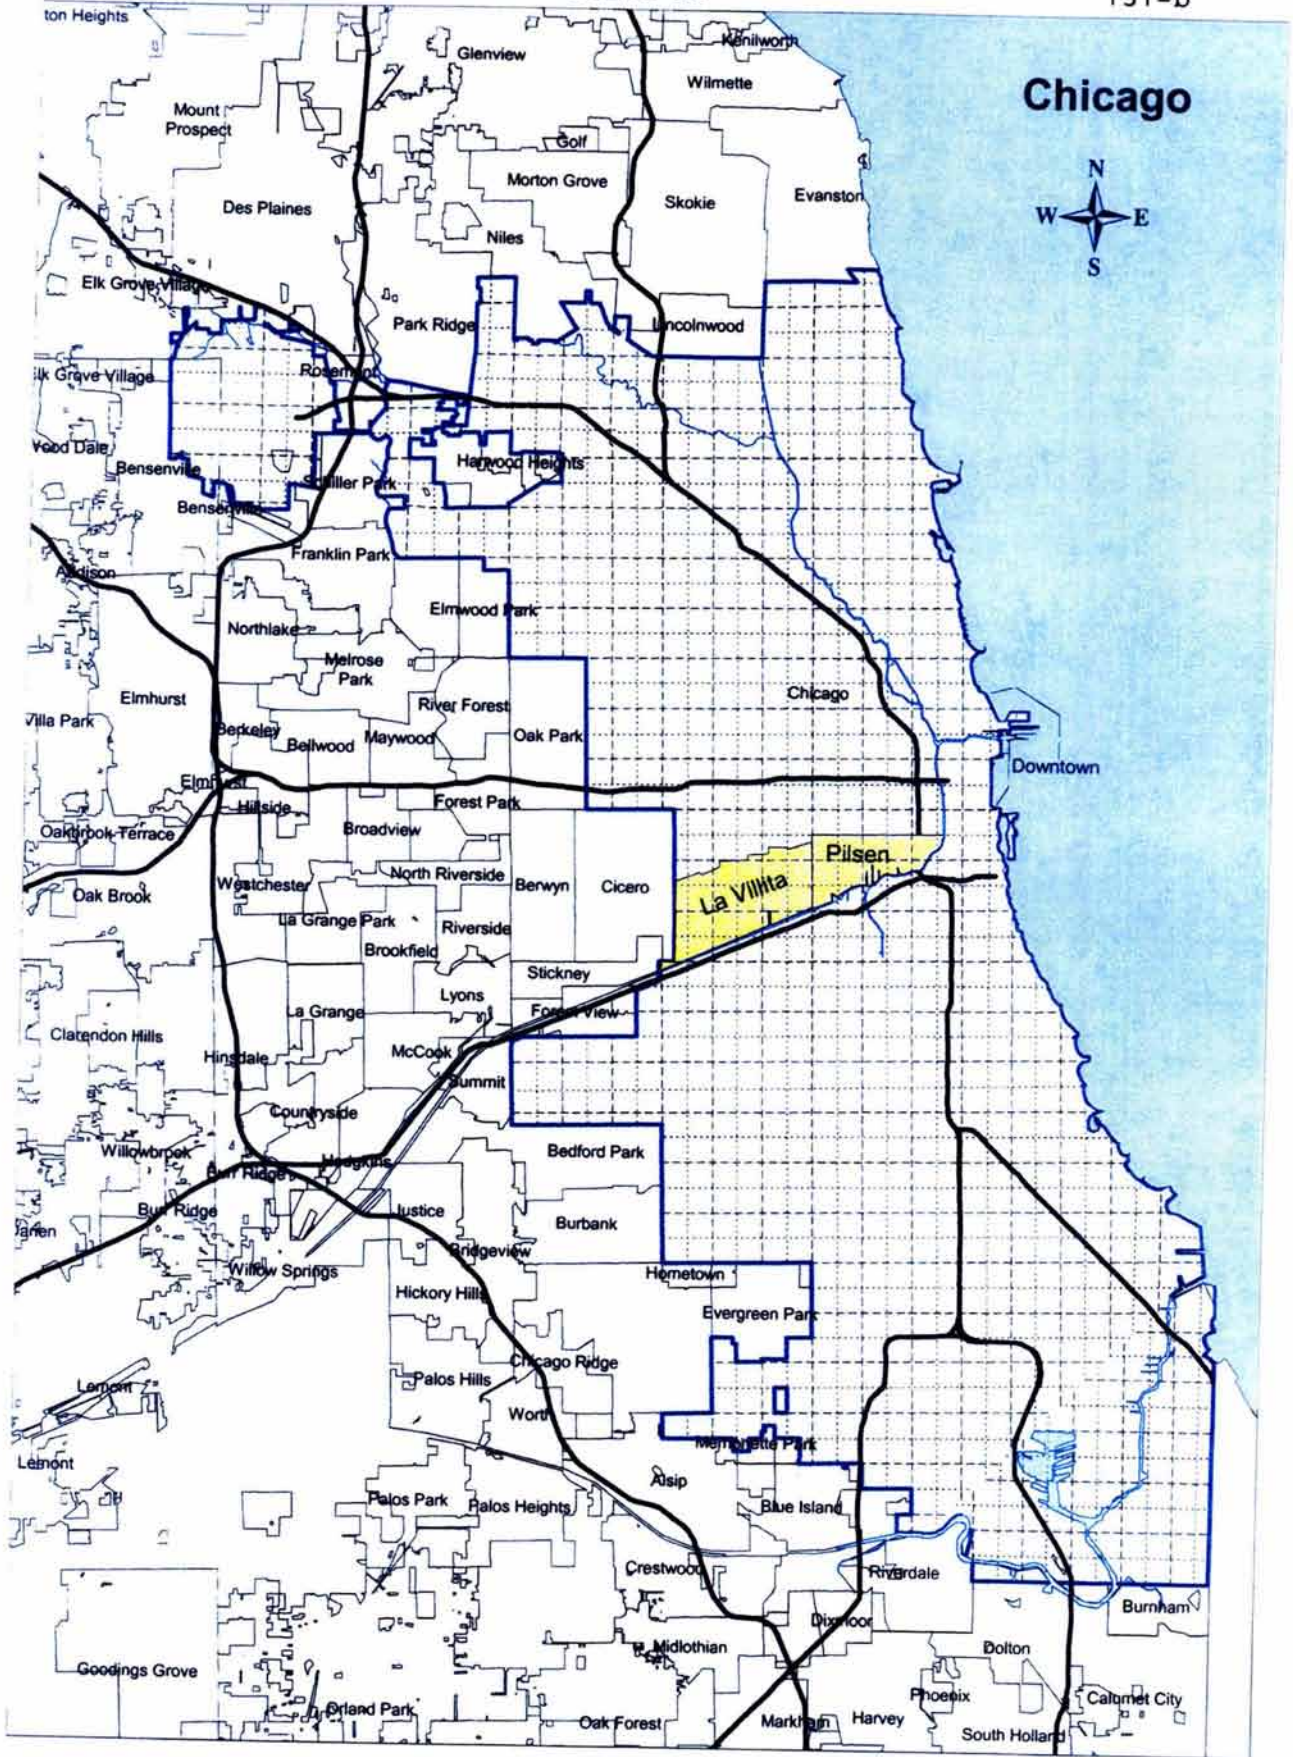 ton Heights
Glenview
Kenilworth
Wilmette
Chicago
Mount
Prospect
Golf
Morton Grove
Skokie
Evanston
N
W
E
S
Des Plaines
Niles
Elk Grove Village
Park Ridge
Lincolnwood
Rosemont
lk Grove Village
Wood Dale
Bensenville
Harwood Heights
Schiller Park
Bensenville
Franklin Park
Addison
Elmwood Park
Northlake
Melrose
Park
Elmhurst
Chicago
Villa Park
River Forest
Berkeley
Bellwood
Maywood
Oak Park
Downtown
Elmhurst
Hillside
Forest Park
Oakbrook Terrace
Broadview
Pilsen
Oak Brook
Westchester
North Riverside
Berwyn
Cicero
La Villita
La Grange Park
Riverside
Brookfield
Stickney
Lyons
La Grange
Forest View
Clarendon Hills
Hinsdale
McCook
Summit
Countryside
Willowbrook
Burr Ridge
Hodgkins
Bedford Park
Burr Ridge
Justice
Burbank
Darien
Bridgeview
Willow Springs
Hometown
Hickory Hills
Evergreen Park
Chicago Ridge
Lemont
Palos Hills
Worth
Merrionette Park
Lemont
Alsip
Palos Park
Palos Heights
Blue Island
Crestwood
Riverdale
Burnham
Dixmoor
Goodings Grove
Midlothian
Dolton
Orland Park
Phoenix
Calumet City
Oak Forest
Markham
Harvey
South Holland